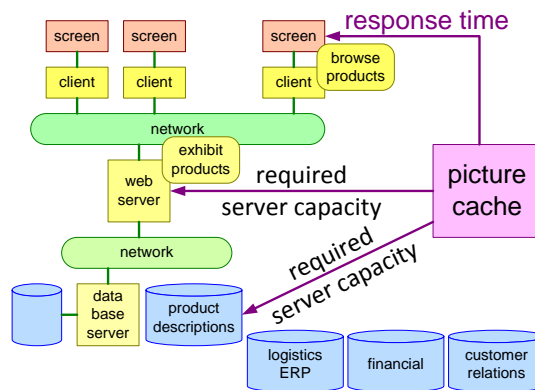 response time
screen
screen
screen
client
client
client
browse
products
network
exhibit
products
web
server
required
server capacity
picture
cache
network
required
server capacity
data
base
server
product
descriptions
logistics
ERP
financial
customer
relations